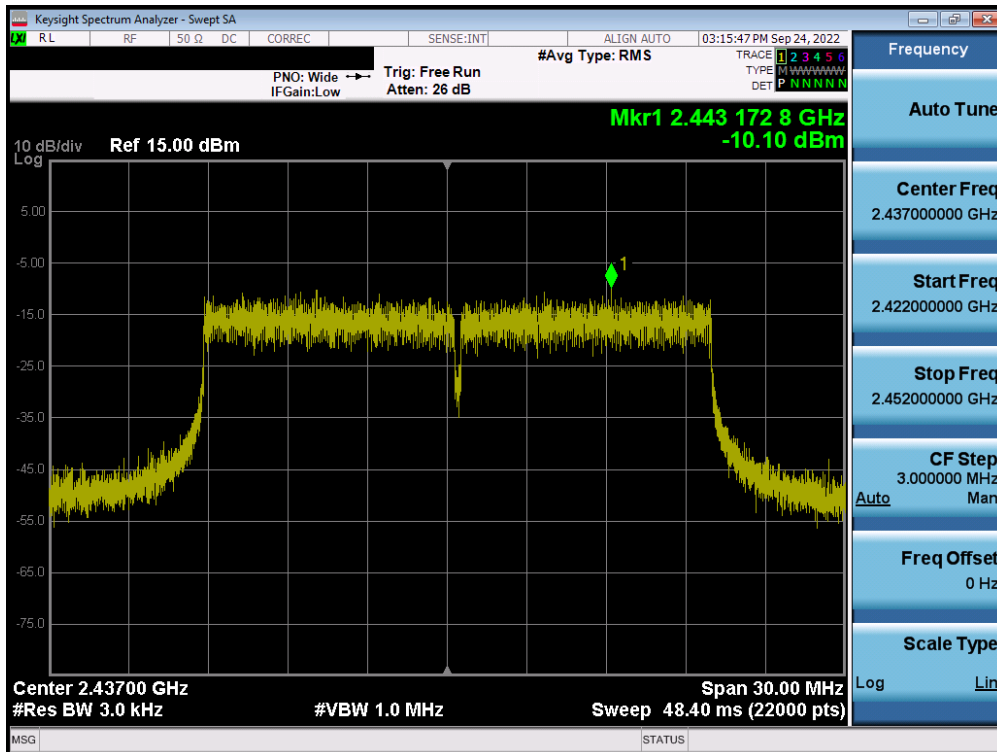 Keysight Spectrum Analyzer - Swept SA
LXI RL RF 50 Ω DC CORREC SENSE:INT ALIGN AUTO 03:15:47 PM Sep 24, 2022
PNO: Wide
IFGain:Low
Trig: Free Run
Atten: 26 dB
#Avg Type: RMS
TRACE 1 2 3 4 5 6
TYPE M WWWWW
DET P N N N N N
Mkr1 2.443 172 8 GHz
-10.10 dBm
10 dB/div Ref 15.00 dBm
Log
5.00
-5.00
1
-15.0
-25.0
-35.0
-45.0
-55.0
-65.0
-75.0
Center 2.43700 GHz Span 30.00 MHz
#Res BW 3.0 kHz #VBW 1.0 MHz Sweep 48.40 ms (22000 pts)
MSG STATUS
Frequency
Auto Tune
Center Freq
2.437000000 GHz
Start Freq
2.422000000 GHz
Stop Freq
2.452000000 GHz
CF Step
3.000000 MHz
Auto Man
Freq Offset
0 Hz
Scale Type
Log Lin